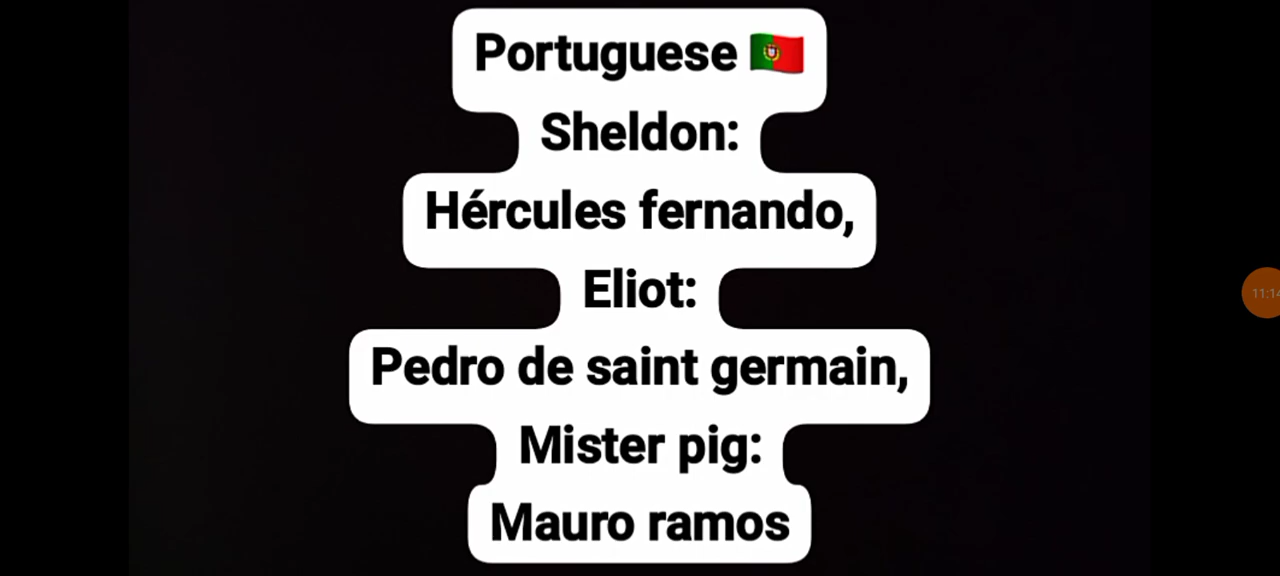 Portuguese 🇵🇹
Sheldon:
Hércules fernando,
Eliot:
Pedro de saint germain,
Mister pig:
Mauro ramos